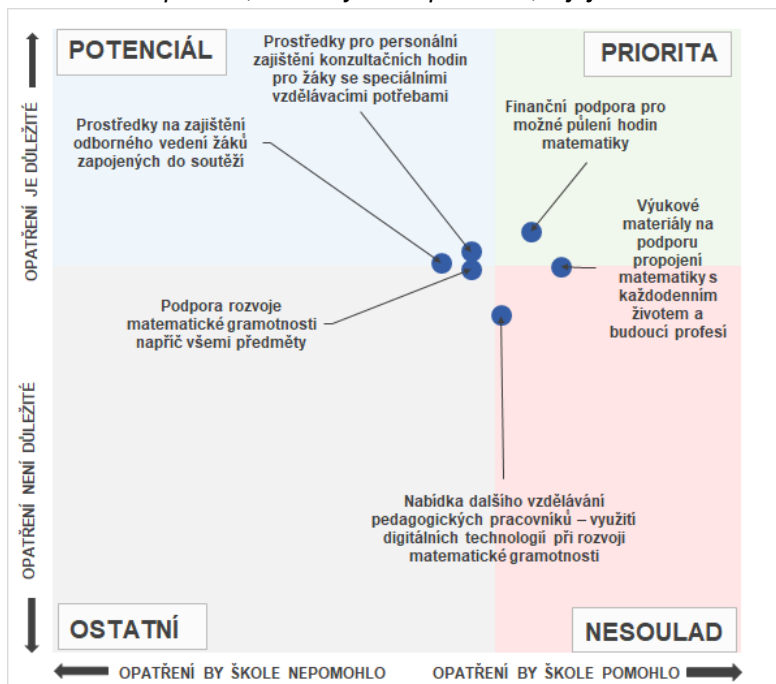 POTENCIÁL
Prostředky pro personální
zajištění konzultačních hodin
pro žáky se speciálními
vzdělávacími potřebami
PRIORITA
Finanční podpora pro
možné půlení hodin
matematiky
Prostředky na zajištění
odborného vedení žáků
zapojených do soutěží
Výukové
materiály na
podporu
propojení
matematiky s
každodenním
životem a
budoucí profesí
Podpora rozvoje
matematické gramotnosti
napříč všemi předměty
Nabídka dalšího vzdělávání
pedagogických pracovníků – využití
digitálních technologií při rozvoji
matematické gramotnosti
OPATŘENÍ JE DŮLEŽITÉ
OPATŘENÍ NENÍ DŮLEŽITÉ
OSTATNÍ
NESOULAD
OPATŘENÍ BY ŠKOLE NEPOMOHLO
OPATŘENÍ BY ŠKOLE POMOHLO